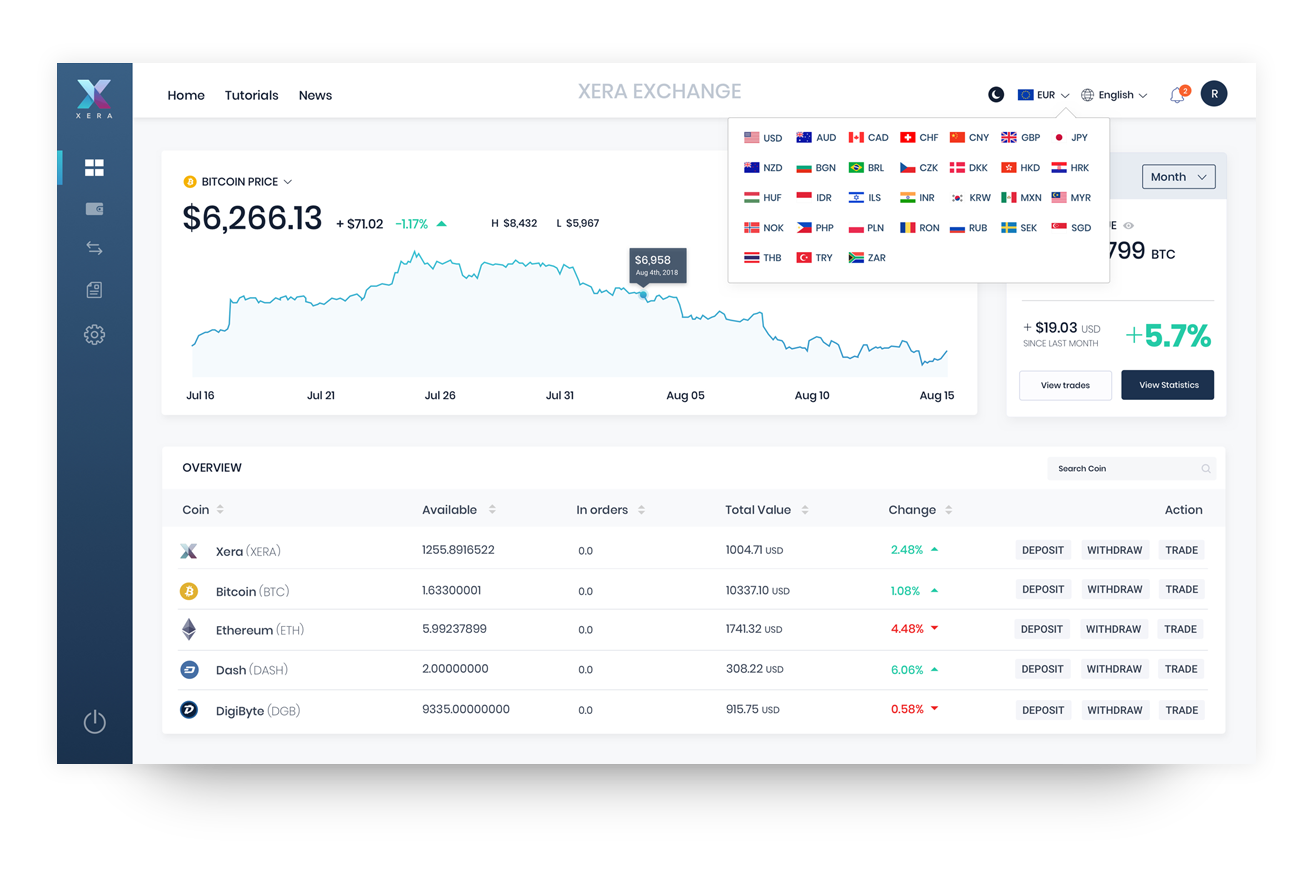 XERA
Home Tutorials News
XERA EXCHANGE
EUR English 2 R
USD AUD CAD CHF CNY GBP JPY
NZD BGN BRL CZK DKK HKD HRK
HUF IDR ILS INR KRW MXN MYR
NOK PHP PLN RON RUB SEK SGD
THB TRY ZAR
BITCOIN PRICE
$6,266.13 + $71.02 -1.17% H $8,432 L $5,967
$6,958
Aug 4th, 2018
Jul 16 Jul 21 Jul 26 Jul 31 Aug 05 Aug 10 Aug 15
Month
799 BTC
+ $19.03 USD
SINCE LAST MONTH
+5.7%
View trades View Statistics
OVERVIEW
Search Coin
Coin Available In orders Total Value Change Action
Xera (XERA) 1255.8916522 0.0 1004.71 USD 2.48% DEPOSIT WITHDRAW TRADE
Bitcoin (BTC) 1.63300001 0.0 10337.10 USD 1.08% DEPOSIT WITHDRAW TRADE
Ethereum (ETH) 5.99237899 0.0 1741.32 USD 4.48% DEPOSIT WITHDRAW TRADE
Dash (DASH) 2.00000000 0.0 308.22 USD 6.06% DEPOSIT WITHDRAW TRADE
DigiByte (DGB) 9335.00000000 0.0 915.75 USD 0.58% DEPOSIT WITHDRAW TRADE